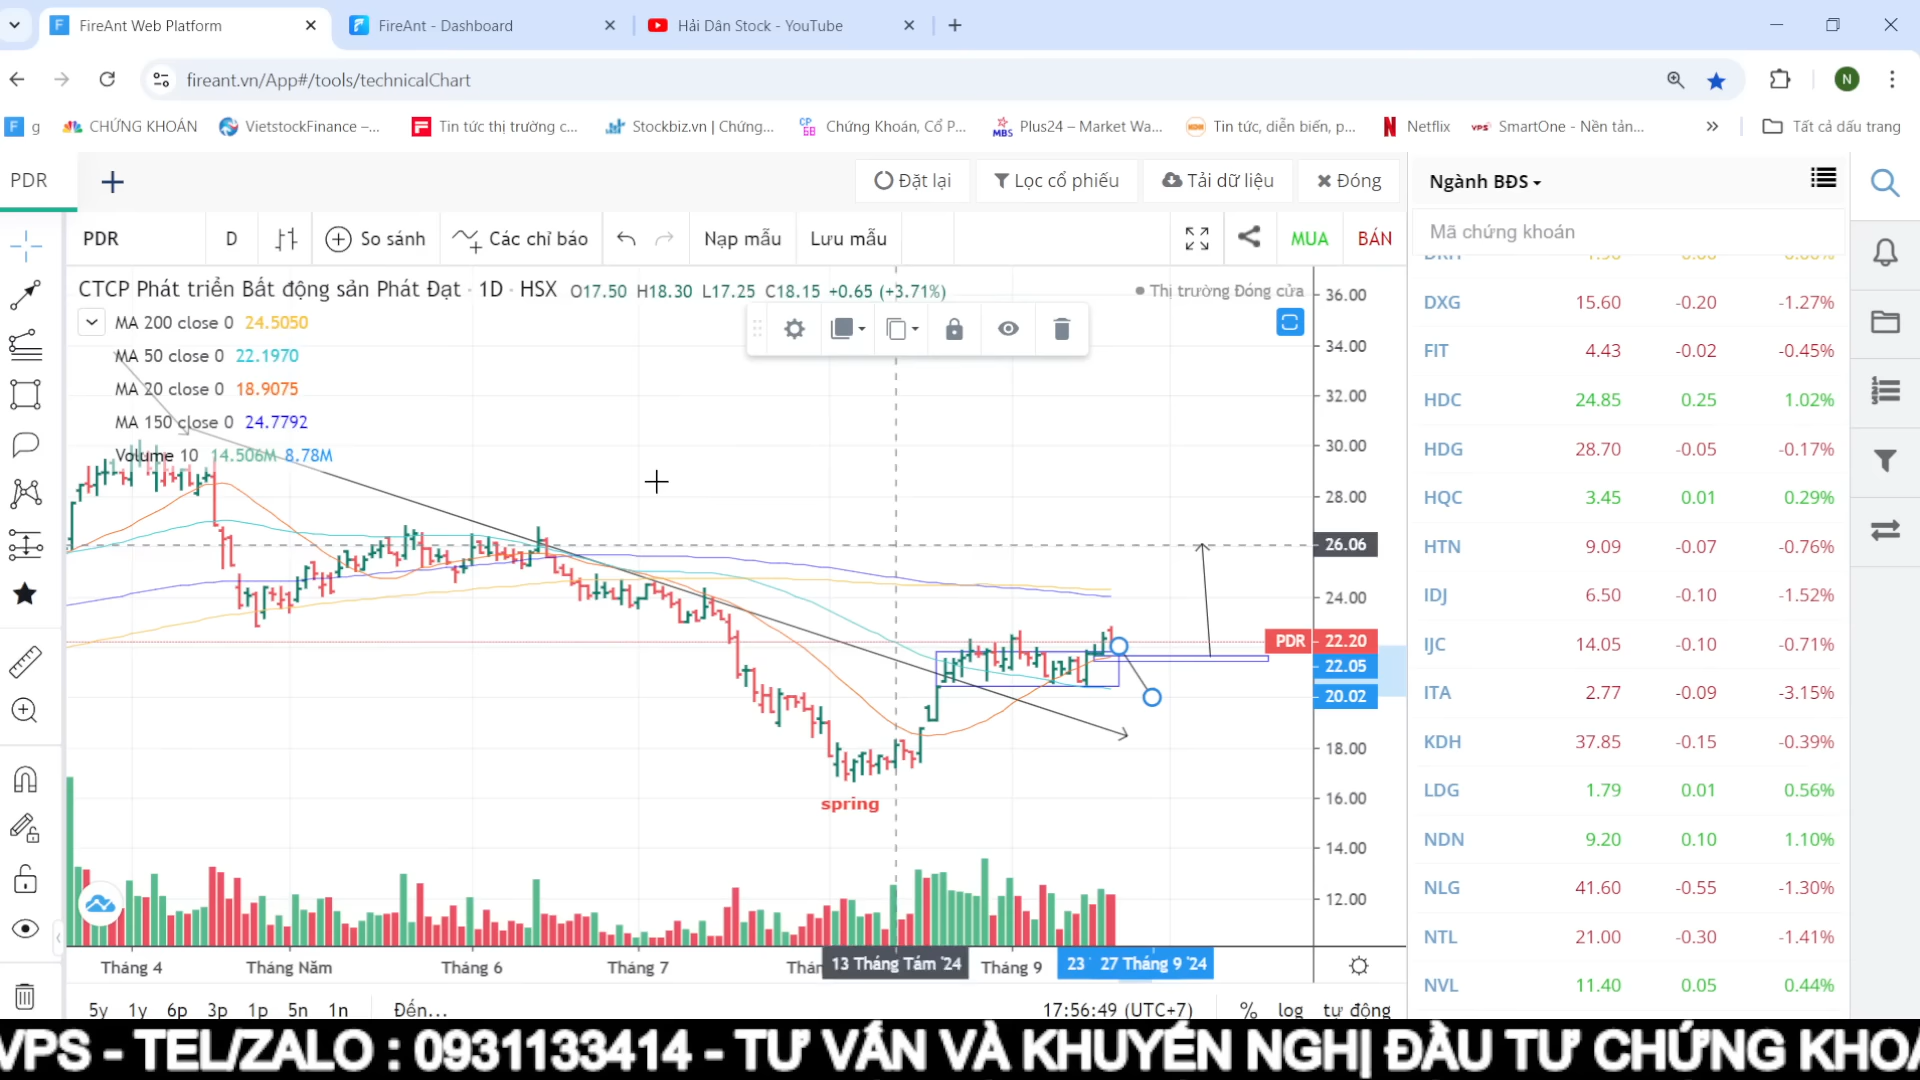 FireAnt Web Platform
FireAnt - Dashboard
Hải Dân Stock - YouTube
fireant.vn/App#/tools/technicalChart
N
g
CHỨNG KHOÁN
VietstockFinance –...
Tin tức thị trường c...
Stockbiz.vn | Chứng...
Chứng Khoán, Cổ P...
Plus24 – Market Wa...
Tin tức, diễn biến, p...
Netflix
SmartOne - Nền tản...
Tất cả dấu trang
PDR
Đặt lại
Lọc cổ phiếu
Tải dữ liệu
Đóng
Ngành BĐS
PDR
D
So sánh
Các chỉ báo
Nạp mẫu
Lưu mẫu
MUA
BÁN
Mã chứng khoán
CTCP Phát triển Bất động sản Phát Đạt · 1D · HSX O17.50 H18.30 L17.25 C18.15 +0.65 (+3.71%)
Thị trường Đóng cửa
MA 200 close 0 24.5050
MA 50 close 0 22.1970
MA 20 close 0 18.9075
MA 150 close 0 24.7792
Volume 10 14.506M 8.78M
36.00
34.00
32.00
30.00
28.00
26.06
24.00
PDR 22.20
22.05
20.02
18.00
16.00
14.00
12.00
spring
Tháng 4
Tháng Năm
Tháng 6
Tháng 7
Thár
13 Tháng Tám '24
Tháng 9
23
27 Tháng 9 '24
5y 1y 6p 3p 1p 5n 1n
Đến...
17:56:49 (UTC+7)
% log tự động
DXG 15.60 -0.20 -1.27%
FIT 4.43 -0.02 -0.45%
HDC 24.85 0.25 1.02%
HDG 28.70 -0.05 -0.17%
HQC 3.45 0.01 0.29%
HTN 9.09 -0.07 -0.76%
IDJ 6.50 -0.10 -1.52%
IJC 14.05 -0.10 -0.71%
ITA 2.77 -0.09 -3.15%
KDH 37.85 -0.15 -0.39%
LDG 1.79 0.01 0.56%
NDN 9.20 0.10 1.10%
NLG 41.60 -0.55 -1.30%
NTL 21.00 -0.30 -1.41%
NVL 11.40 0.05 0.44%
VPS - TEL/ZALO : 0931133414 - TƯ VẤN VÀ KHUYẾN NGHỊ ĐẦU TƯ CHỨNG KHOÁ